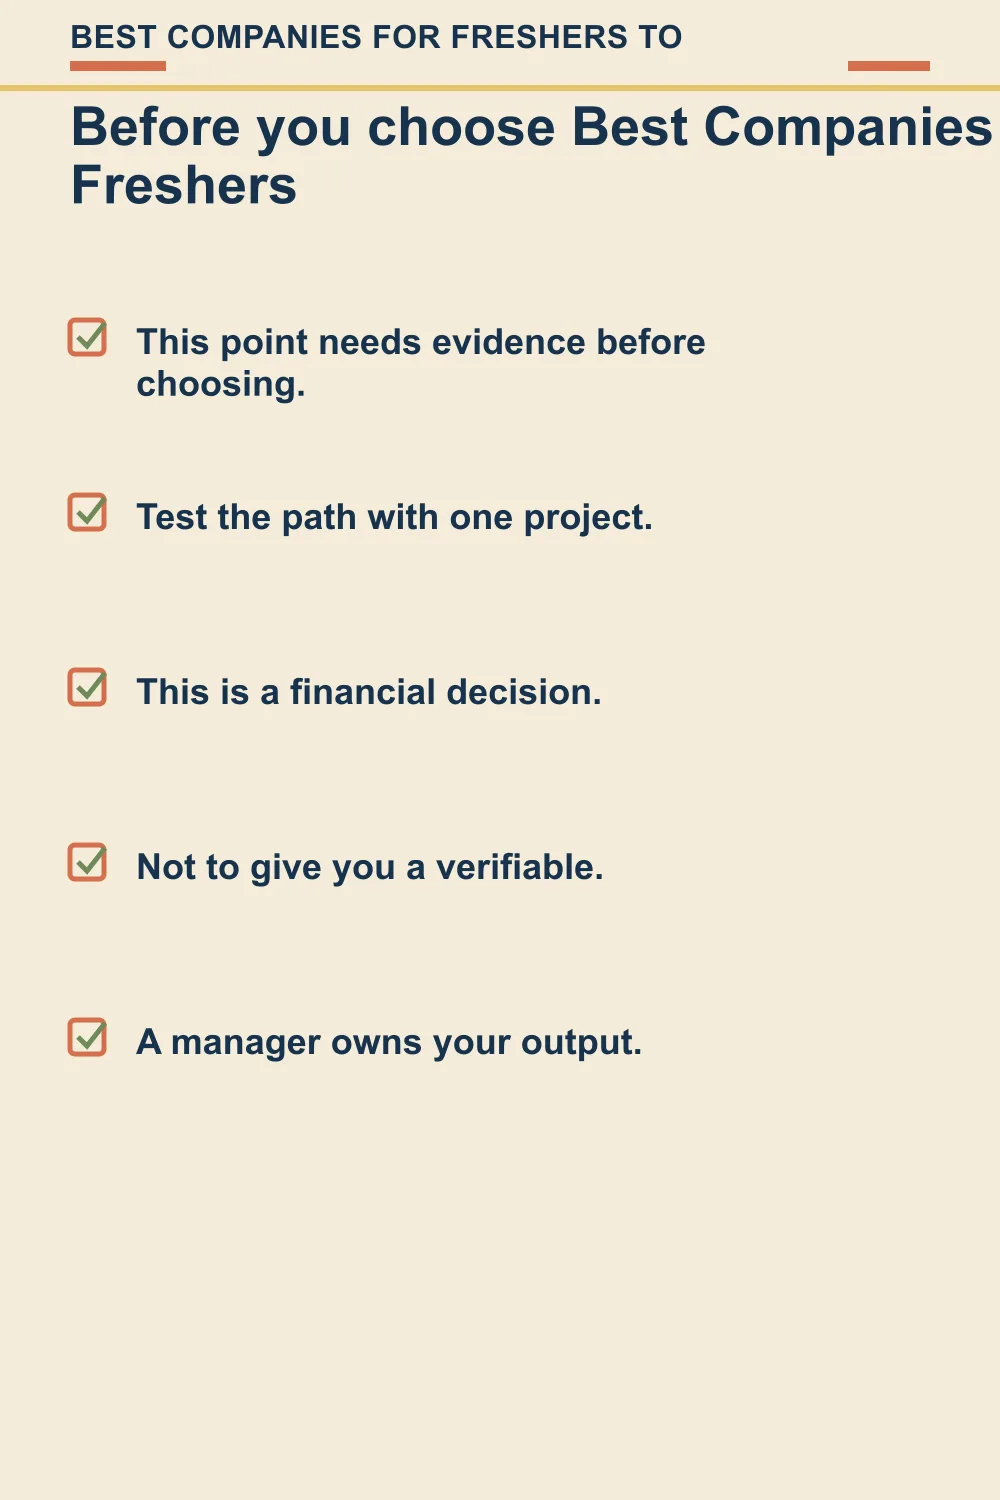 BEST COMPANIES FOR FRESHERS TO
Before you choose Best Companies
Freshers
This point needs evidence before
choosing.
Test the path with one project.
This is a financial decision.
Not to give you a verifiable.
A manager owns your output.